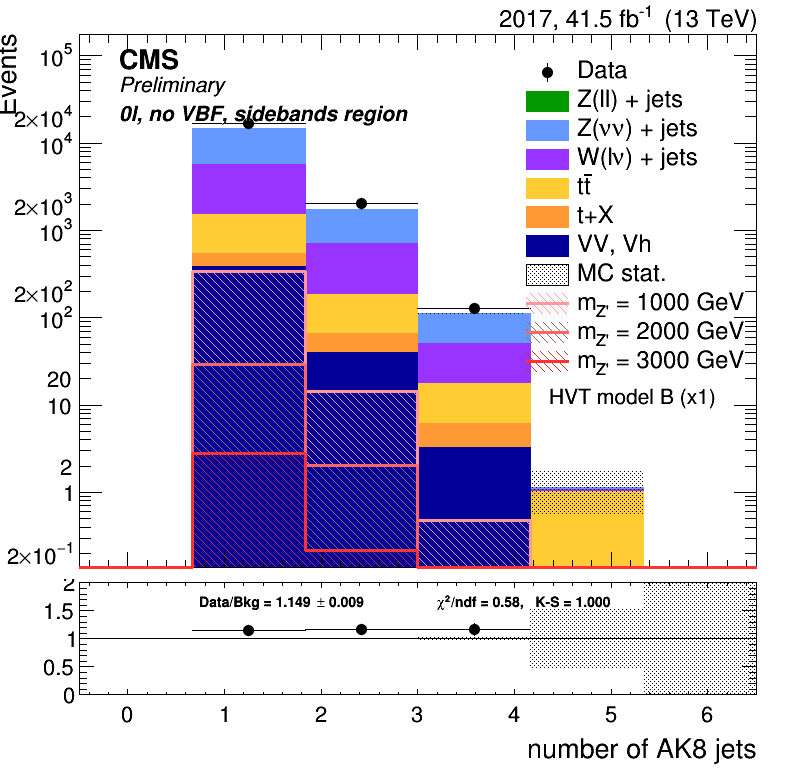 2017, 41.5 fb⁻¹ (13 TeV)
Events
CMS
Preliminary
0l, no VBF, sidebands region
Data
Z(ll) + jets
Z(νν) + jets
W(lν) + jets
tt̄
t+X
VV, Vh
MC stat.
m_Z' = 1000 GeV
m_Z' = 2000 GeV
m_Z' = 3000 GeV
HVT model B (x1)
10⁵
2×10⁴
10⁴
2×10³
10³
2×10²
10²
20
10
2
1
2×10⁻¹
Data/Bkg = 1.149 ± 0.009
χ²/ndf = 0.58, K-S = 1.000
2
1.5
1
0.5
0
0 1 2 3 4 5 6
number of AK8 jets